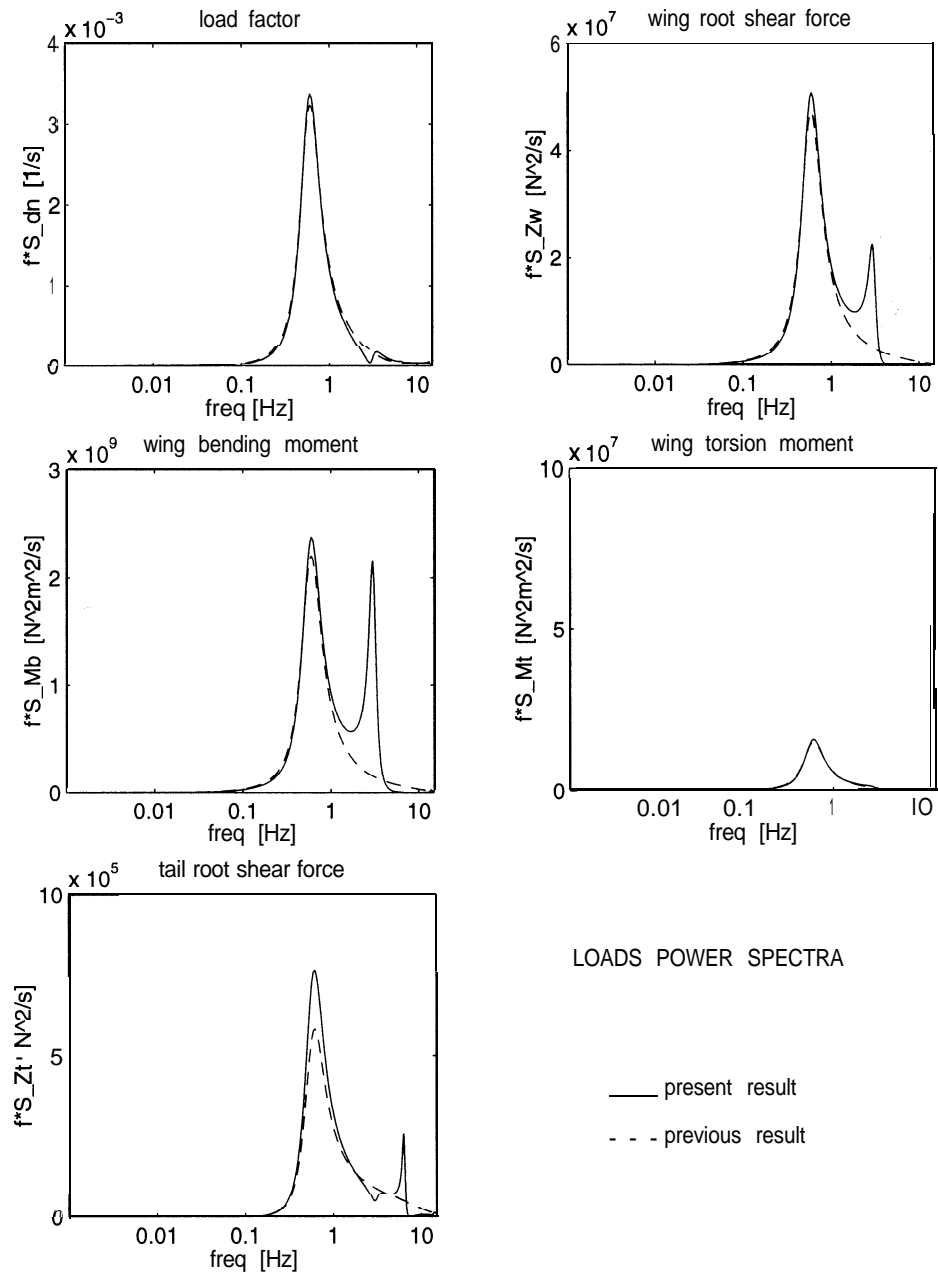 load factor
x 10^-3
4
3
2
1
0
f*S_dn [1/s]
0.01 0.1 1 10
freq [Hz]
wing root shear force
x 10^7
6
4
2
0
f*S_Zw [N^2/s]
0.01 0.1 1 10
freq [Hz]
wing bending moment
x 10^9
3
2
1
0
f*S_Mb [N^2m^2/s]
0.01 0.1 1 10
freq [Hz]
wing torsion moment
x 10^7
10
5
0
f*S_Mt [N^2m^2/s]
0.01 0.1 1 IO
freq [Hz]
tail root shear force
x 10^5
10
5
0
f*S_Zt ' N^2/s]
0.01 0.1 1 10
freq [Hz]
LOADS POWER SPECTRA
present result
previous result